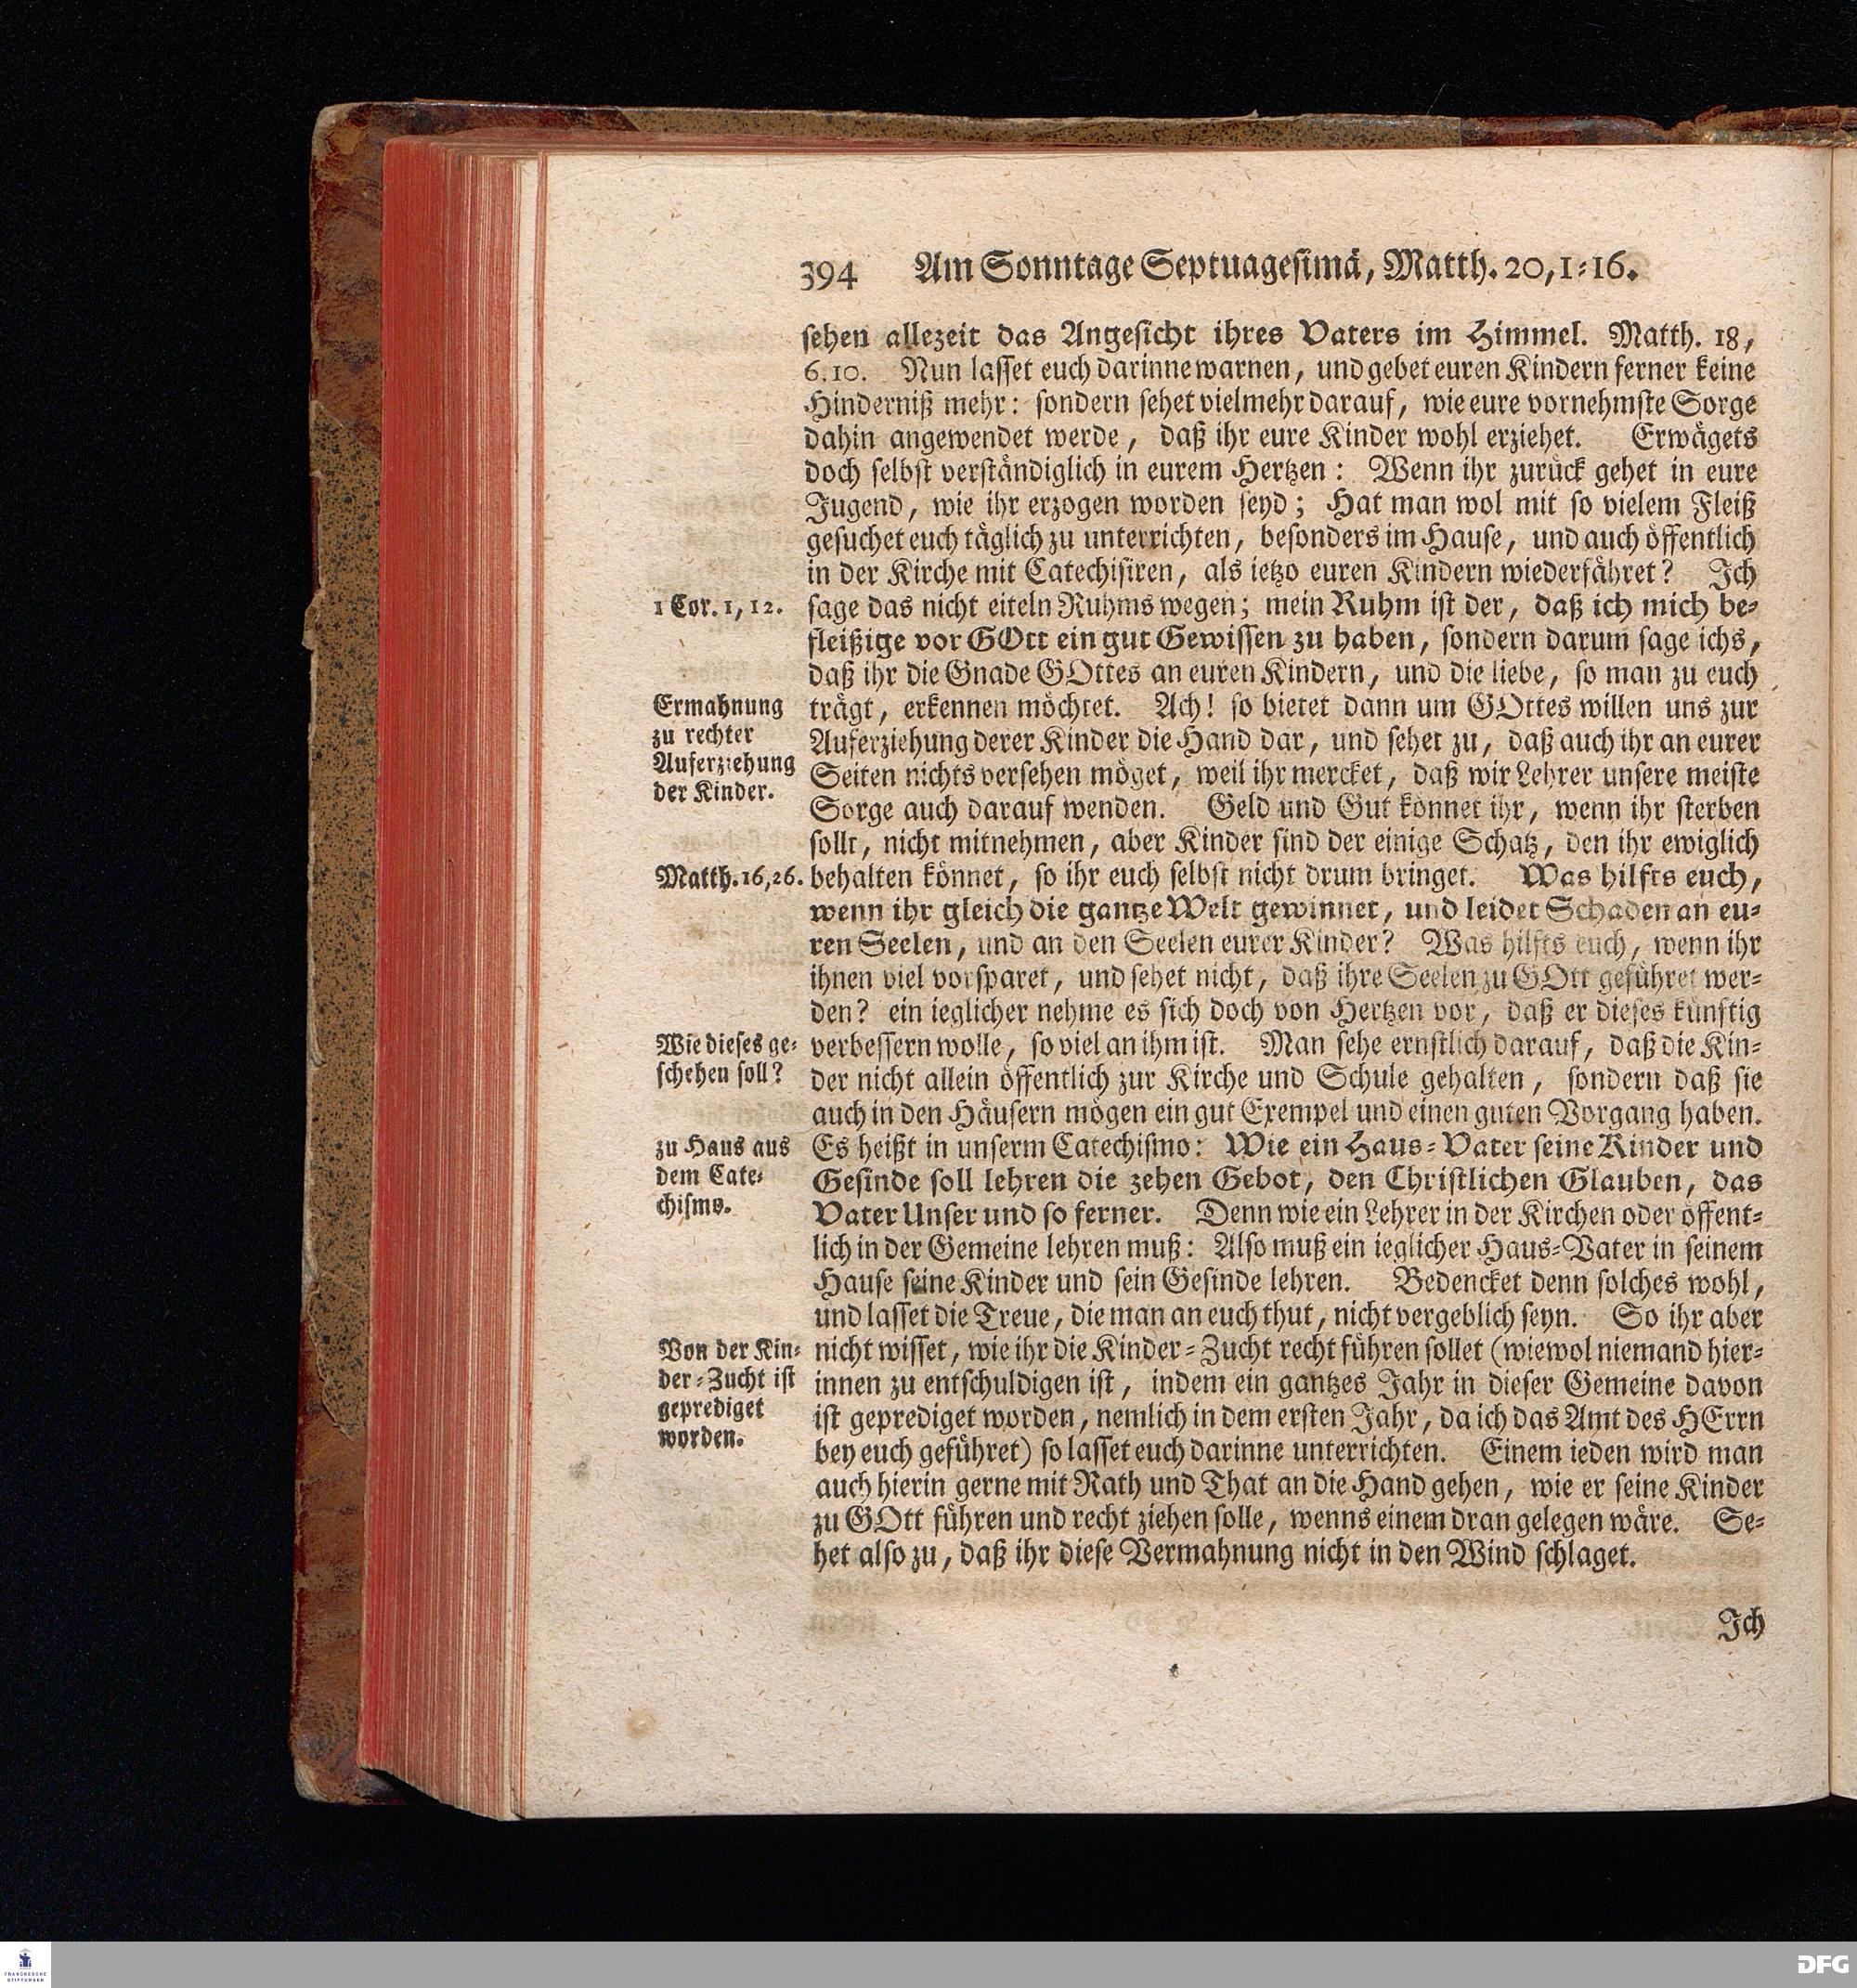 394 Am Sonntage Septuagesimä, Matth. 20, 1=16.
sehen allezeit das Angesicht ihres Vaters im Himmel. Matth. 18,
6. 10. Nun lasset euch darinne warnen, und gebet euren Kindern ferner keine
Hinderniß mehr: sondern sehet vielmehr darauf, wie eure vornehmste Sorge
dahin angewendet werde, daß ihr eure Kinder wohl erziehet. Erwägets
doch selbst verständiglich in eurem Hertzen: Wenn ihr zurück gehet in eure
Jugend, wie ihr erzogen worden seyd; Hat man wol mit so vielem Fleiß
gesuchet euch täglich zu unterrichten, besonders im Hause, und auch öffentlich
in der Kirche mit Catechisiren, als ietzo euren Kindern wiederfähret? Ich
1 Cor. 1, 12.
sage das nicht eiteln Ruhms wegen; mein Ruhm ist der, daß ich mich be=
fleißige vor GOtt ein gut Gewissen zu haben, sondern darum sage ichs,
daß ihr die Gnade GOttes an euren Kindern, und die liebe, so man zu euch
Ermahnung
zu rechter
Auferziehung
der Kinder.
trägt, erkennen möchtet. Ach! so bietet dann um GOttes willen uns zur
Auferziehung derer Kinder die Hand dar, und sehet zu, daß auch ihr an eurer
Seiten nichts versehen möget, weil ihr mercket, daß wir Lehrer unsere meiste
Sorge auch darauf wenden. Geld und Gut könnet ihr, wenn ihr sterben
sollt, nicht mitnehmen, aber Kinder sind der einige Schatz, den ihr ewiglich
Matth. 16, 26.
behalten könnet, so ihr euch selbst nicht drum bringet. Was hilfts euch,
wenn ihr gleich die gantze Welt gewinnet, und leidet Schaden an eu=
ren Seelen, und an den Seelen eurer Kinder? Was hilfts euch, wenn ihr
ihnen viel vorsparet, und sehet nicht, daß ihre Seelen zu GOtt geführet wer=
den? ein ieglicher nehme es sich doch von Hertzen vor, daß er dieses künftig
Wie dieses ge=
schehen soll?
verbessern wolle, so viel an ihm ist. Man sehe ernstlich darauf, daß die Kin=
der nicht allein öffentlich zur Kirche und Schule gehalten, sondern daß sie
auch in den Häusern mögen ein gut Exempel und einen guten Vorgang haben.
zu Haus aus
dem Cate=
chismo.
Es heißt in unserm Catechismo: Wie ein Haus=Vater seine Kinder und
Gesinde soll lehren die zehen Gebot, den Christlichen Glauben, das
Vater Unser und so ferner. Denn wie ein Lehrer in der Kirchen oder öffent=
lich in der Gemeine lehren muß: Also muß ein ieglicher Haus=Vater in seinem
Hause seine Kinder und sein Gesinde lehren. Bedencket denn solches wohl,
und lasset die Treue, die man an euch thut, nicht vergeblich seyn. So ihr aber
Von der Kin=
der=Zucht ist
geprediget
worden.
nicht wisset, wie ihr die Kinder=Zucht recht führen sollet (wiewol niemand hier=
innen zu entschuldigen ist, indem ein gantzes Jahr in dieser Gemeine davon
ist geprediget worden, nemlich in dem ersten Jahr, da ich das Amt des HErrn
bey euch geführet) so lasset euch darinne unterrichten. Einem ieden wird man
auch hierin gerne mit Rath und That an die Hand gehen, wie er seine Kinder
zu GOtt führen und recht ziehen solle, wenns einem dran gelegen wäre. Se=
het also zu, daß ihr diese Vermahnung nicht in den Wind schlaget.
Ich
FRANCKESCHE
STIFTUNGEN
DFG